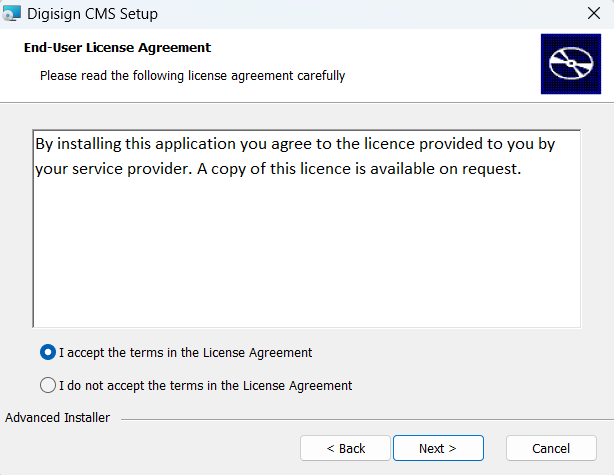 Digisign CMS Setup
End-User License Agreement
Please read the following license agreement carefully
By installing this application you agree to the licence provided to you by
your service provider. A copy of this licence is available on request.
I accept the terms in the License Agreement
I do not accept the terms in the License Agreement
Advanced Installer
< Back
Next >
Cancel